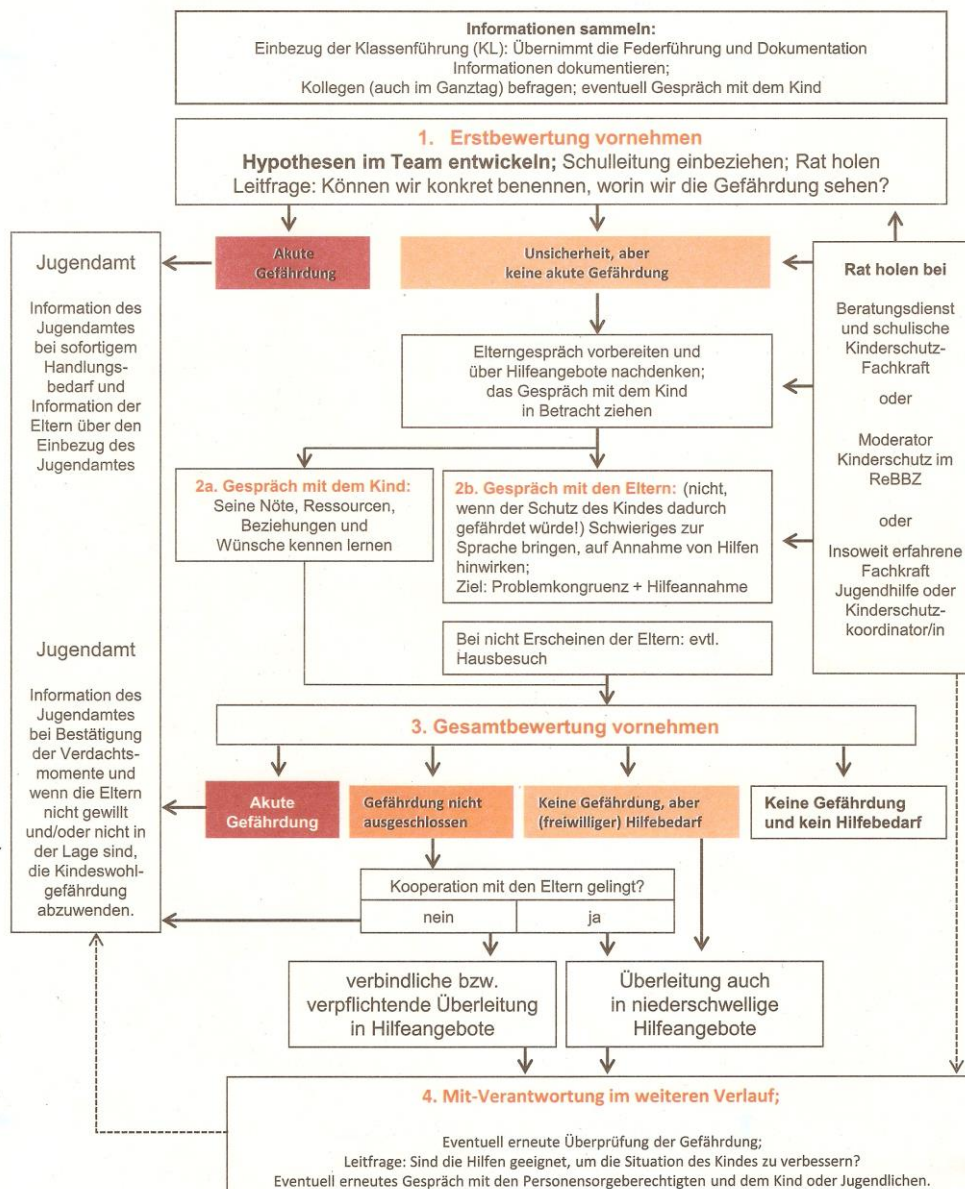 Informationen sammeln:
Einbezug der Klassenführung (KL): Übernimmt die Federführung und Dokumentation
Informationen dokumentieren;
Kollegen (auch im Ganztag) befragen; eventuell Gespräch mit dem Kind
1. Erstbewertung vornehmen
Hypothesen im Team entwickeln; Schulleitung einbeziehen; Rat holen
Leitfrage: Können wir konkret benennen, worin wir die Gefährdung sehen?
Akute
Gefährdung
Unsicherheit, aber
keine akute Gefährdung
Jugendamt
Information des
Jugendamtes
bei sofortigem
Handlungs-
bedarf und
Information der
Eltern über den
Einbezug des
Jugendamtes
Rat holen bei
Beratungsdienst
und schulische
Kinderschutz-
Fachkraft
oder
Moderator
Kinderschutz im
ReBBZ
oder
Insoweit erfahrene
Fachkraft
Jugendhilfe oder
Kinderschutz-
koordinator/in
Elterngespräch vorbereiten und
über Hilfeangebote nachdenken;
das Gespräch mit dem Kind
in Betracht ziehen
2a. Gespräch mit dem Kind:
Seine Nöte, Ressourcen,
Beziehungen und
Wünsche kennen lernen
2b. Gespräch mit den Eltern: (nicht,
wenn der Schutz des Kindes dadurch
gefährdet würde!) Schwieriges zur
Sprache bringen, auf Annahme von Hilfen
hinwirken;
Ziel: Problemkongruenz + Hilfeannahme
Bei nicht Erscheinen der Eltern: evtl.
Hausbesuch
Jugendamt
Information des
Jugendamtes
bei Bestätigung
der Verdachts-
momente und
wenn die Eltern
nicht gewillt
und/oder nicht in
der Lage sind,
die Kindeswohl-
gefährdung
abzuwenden.
3. Gesamtbewertung vornehmen
Akute
Gefährdung
Gefährdung nicht
ausgeschlossen
Keine Gefährdung, aber
(freiwilliger) Hilfebedarf
Keine Gefährdung
und kein Hilfebedarf
Kooperation mit den Eltern gelingt?
nein
ja
verbindliche bzw.
verpflichtende Überleitung
in Hilfeangebote
Überleitung auch
in niederschwellige
Hilfeangebote
4. Mit-Verantwortung im weiteren Verlauf;
Eventuell erneute Überprüfung der Gefährdung;
Leitfrage: Sind die Hilfen geeignet, um die Situation des Kindes zu verbessern?
Eventuell erneutes Gespräch mit den Personensorgeberechtigten und dem Kind oder Jugendlichen.